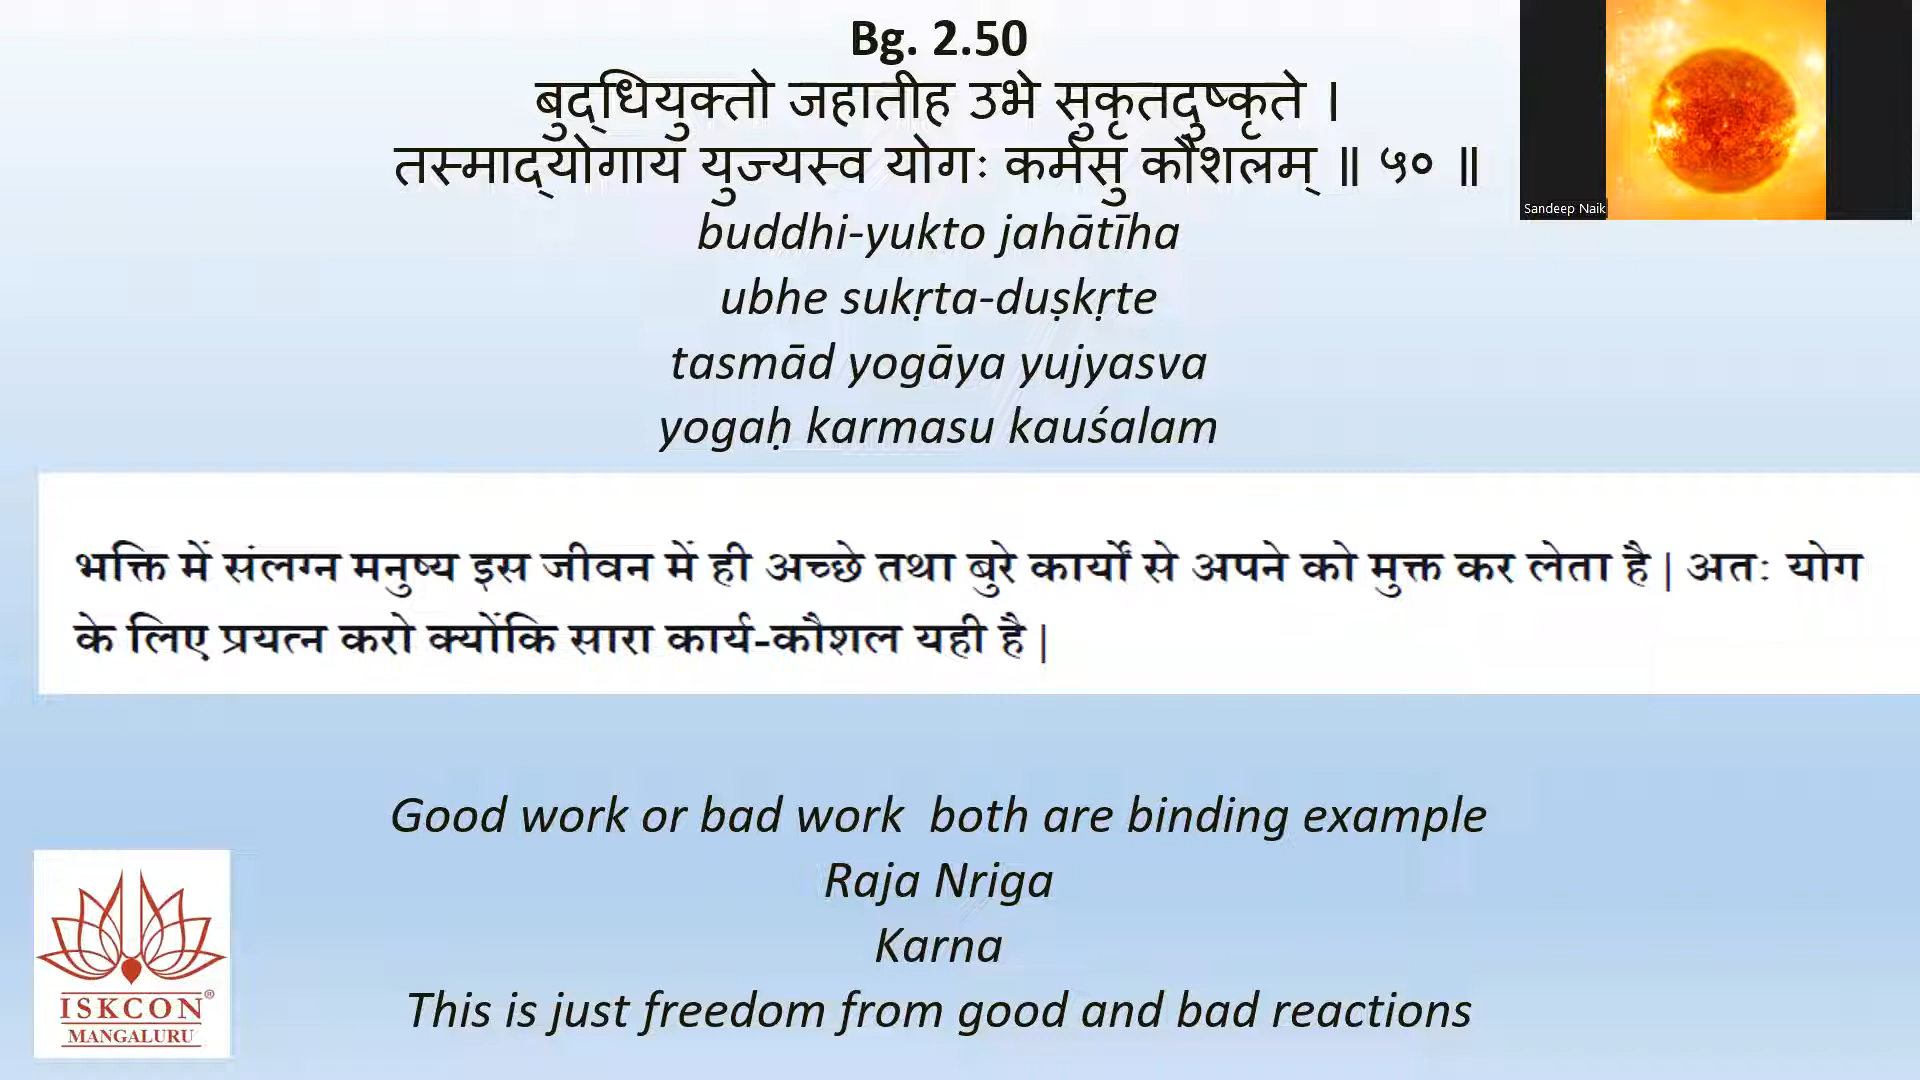 Bg. 2.50
बुद्धियुक्तो जहातीह उभे सुकृतदुष्कृते ।
तस्माद्योगाय युज्यस्व योगः कर्मसु कौशलम् ॥ ५० ॥
Sandeep Naik
buddhi-yukto jahātīha
ubhe sukṛta-duṣkṛte
tasmād yogāya yujyasva
yogaḥ karmasu kauśalam
भक्ति में संलग्न मनुष्य इस जीवन में ही अच्छे तथा बुरे कार्यों से अपने को मुक्त कर लेता है | अतः योग
के लिए प्रयत्न करो क्योंकि सारा कार्य-कौशल यही है |
Good work or bad work  both are binding example
Raja Nriga
Karna
This is just freedom from good and bad reactions
ISKCON®
MANGALURU